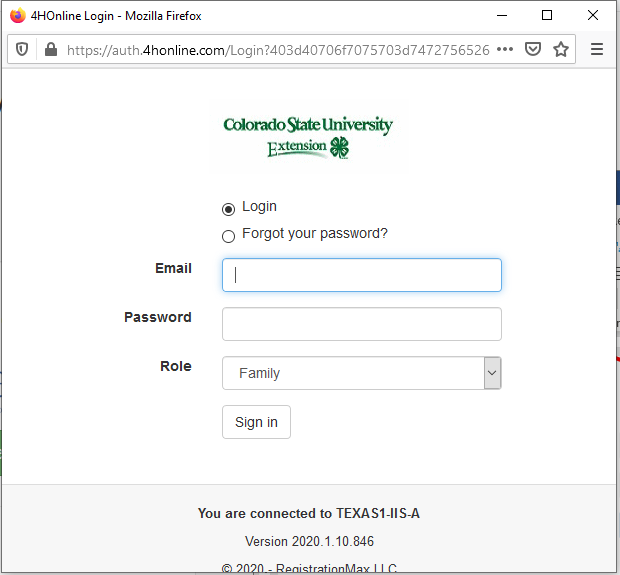 4HOnline Login - Mozilla Firefox
https://auth.4honline.com/Login?403d40706f7075703d7472756526
Colorado State University
Extension
Login
Forgot your password?
Email
Password
Role
Family
Sign in
You are connected to TEXAS1-IIS-A
Version 2020.1.10.846
© 2020 - RegistrationMax LLC